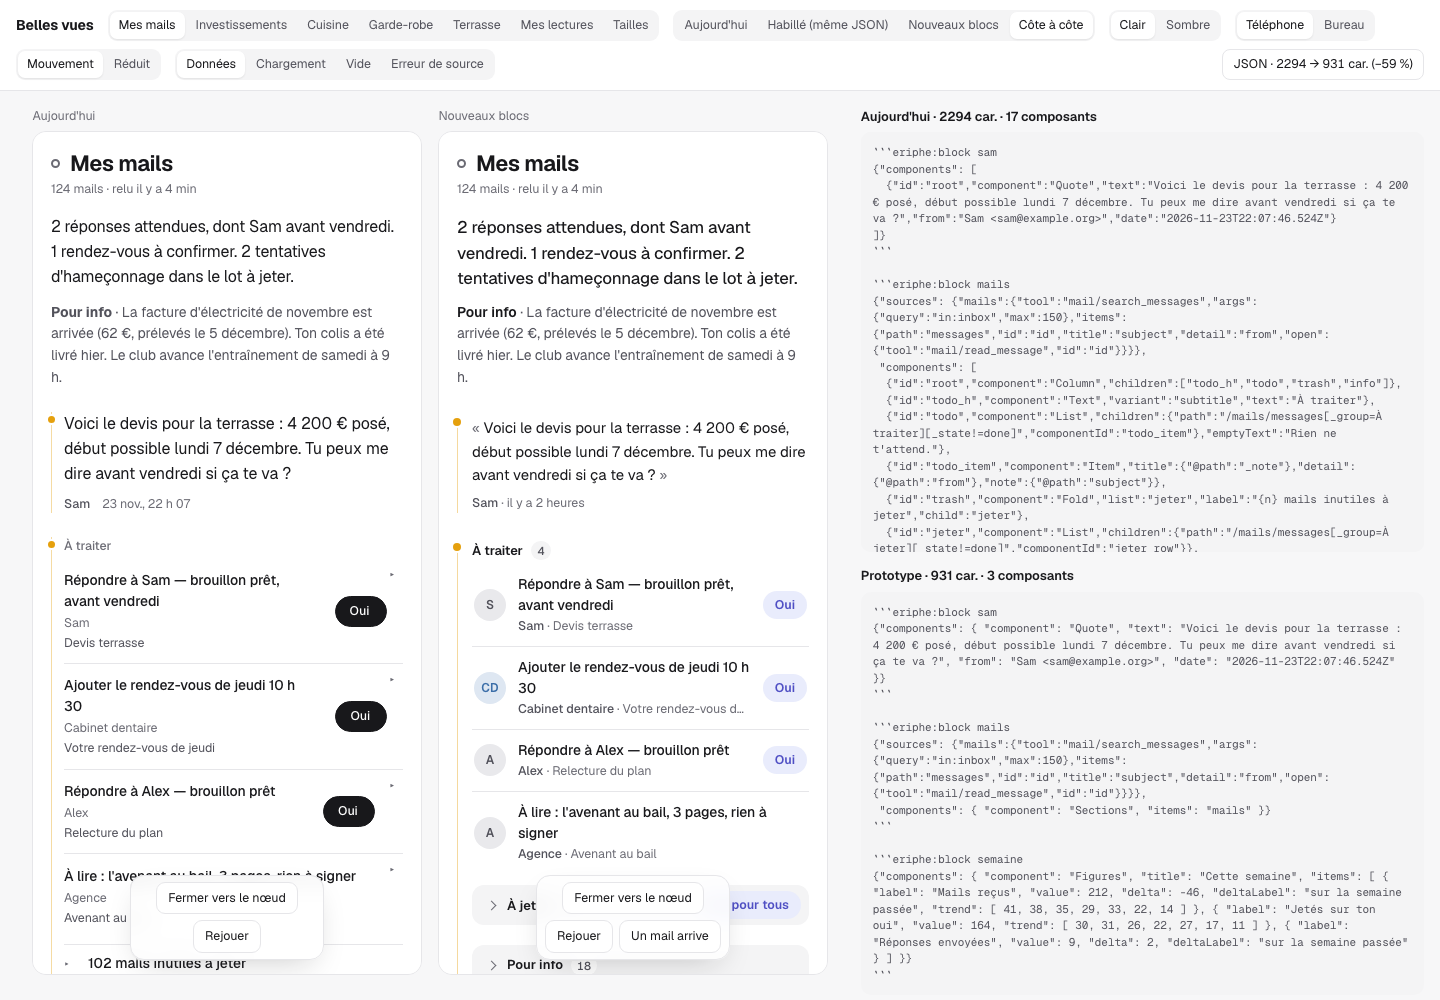 Belles vues
Mes mails Investissements Cuisine Garde-robe Terrasse Mes lectures Tailles
Aujourd'hui Habillé (même JSON) Nouveaux blocs Côte à côte
Clair Sombre
Téléphone Bureau
Mouvement Réduit
Données Chargement Vide Erreur de source
JSON · 2294 → 931 car. (−59 %)
Aujourd'hui
Mes mails
124 mails · relu il y a 4 min
2 réponses attendues, dont Sam avant vendredi.
1 rendez-vous à confirmer. 2 tentatives
d'hameçonnage dans le lot à jeter.
Pour info · La facture d'électricité de novembre est
arrivée (62 €, prélevés le 5 décembre). Ton colis a été
livré hier. Le club avance l'entraînement de samedi à 9
h.
Voici le devis pour la terrasse : 4 200 € posé,
début possible lundi 7 décembre. Tu peux me
dire avant vendredi si ça te va ?
Sam 23 nov., 22 h 07
À traiter
Répondre à Sam — brouillon prêt,
avant vendredi
Sam
Devis terrasse
Oui
Ajouter le rendez-vous de jeudi 10 h
30
Cabinet dentaire
Votre rendez-vous de jeudi
Oui
Répondre à Alex — brouillon prêt
Alex
Relecture du plan
Oui
À lire : l'avenant au bail, 3 pages, rien à signer
Agence
Avenant au
Fermer vers le nœud
Rejouer
102 mails inutiles à jeter
Nouveaux blocs
Mes mails
124 mails · relu il y a 4 min
2 réponses attendues, dont Sam avant
vendredi. 1 rendez-vous à confirmer. 2
tentatives d'hameçonnage dans le lot à jeter.
Pour info · La facture d'électricité de novembre est
arrivée (62 €, prélevés le 5 décembre). Ton colis a été
livré hier. Le club avance l'entraînement de samedi à 9
h.
« Voici le devis pour la terrasse : 4 200 € posé,
début possible lundi 7 décembre. Tu peux me dire
avant vendredi si ça te va ? »
Sam · il y a 2 heures
À traiter 4
S
Répondre à Sam — brouillon prêt,
avant vendredi
Sam · Devis terrasse
Oui
CD
Ajouter le rendez-vous de jeudi 10 h
30
Cabinet dentaire · Votre rendez-vous d…
Oui
A
Répondre à Alex — brouillon prêt
Alex · Relecture du plan
Oui
A
À lire : l'avenant au bail, 3 pages, rien à
signer
Agence · Avenant au bail
À jet
pour tous
Fermer vers le nœud
Rejouer Un mail arrive
Pour info 18
Aujourd'hui · 2294 car. · 17 composants
```eriphe:block sam
{"components": [
{"id":"root","component":"Quote","text":"Voici le devis pour la terrasse : 4 200
€ posé, début possible lundi 7 décembre. Tu peux me dire avant vendredi si ça te
va ?","from":"Sam <sam@example.org>","date":"2026-11-23T22:07:46.524Z"}
]}
```
```eriphe:block mails
{"sources": {"mails":{"tool":"mail/search_messages","args":
{"query":"in:inbox","max":150},"items":
{"path":"messages","id":"id","title":"subject","detail":"from","open":
{"tool":"mail/read_message","id":"id"}}}},
"components": [
{"id":"root","component":"Column","children":["todo_h","todo","trash","info"]},
{"id":"todo_h","component":"Text","variant":"subtitle","text":"À traiter"},
{"id":"todo","component":"List","children":{"path":"/mails/messages[_group=À
traiter][_state!=done]","componentId":"todo_item"},"emptyText":"Rien ne
t'attend."},
{"id":"todo_item","component":"Item","title":{"@path":"_note"},"detail":
{"@path":"from"},"note":{"@path":"subject"}},
{"id":"trash","component":"Fold","list":"jeter","label":"{n} mails inutiles à
jeter","child":"jeter"},
{"id":"jeter","component":"List","children":{"path":"/mails/messages[_group=À
jeter][_state!=done]","componentId":"jeter_row"}},
Prototype · 931 car. · 3 composants
```eriphe:block sam
{"components": { "component": "Quote", "text": "Voici le devis pour la terrasse :
4 200 € posé, début possible lundi 7 décembre. Tu peux me dire avant vendredi si
ça te va ?", "from": "Sam <sam@example.org>", "date": "2026-11-23T22:07:46.524Z"
}}
```
```eriphe:block mails
{"sources": {"mails":{"tool":"mail/search_messages","args":
{"query":"in:inbox","max":150},"items":
{"path":"messages","id":"id","title":"subject","detail":"from","open":
{"tool":"mail/read_message","id":"id"}}}},
"components": { "component": "Sections", "items": "mails" }}
```
```eriphe:block semaine
{"components": { "component": "Figures", "title": "Cette semaine", "items": [ {
"label": "Mails reçus", "value": 212, "delta": -46, "deltaLabel": "sur la semaine
passée", "trend": [ 41, 38, 35, 29, 33, 22, 14 ] }, { "label": "Jetés sur ton
oui", "value": 164, "trend": [ 30, 31, 26, 22, 27, 17, 11 ] }, { "label":
"Réponses envoyées", "value": 9, "delta": 2, "deltaLabel": "sur la semaine passée"
} ] }}
```